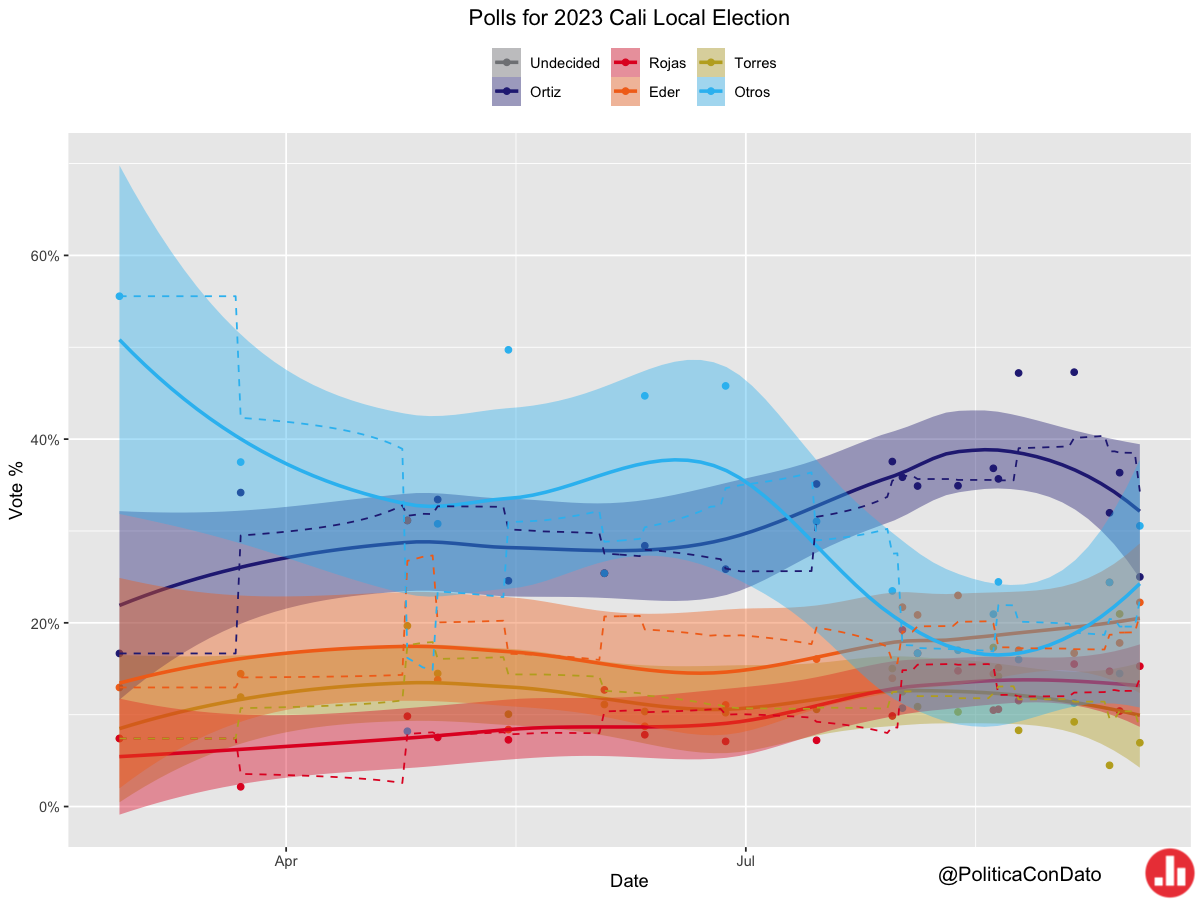 Polls for 2023 Cali Local Election
Undecided Rojas Torres
Ortiz Eder Otros
60%
40%
20%
0%
Vote %
Apr Jul
Date
@PoliticaConDato